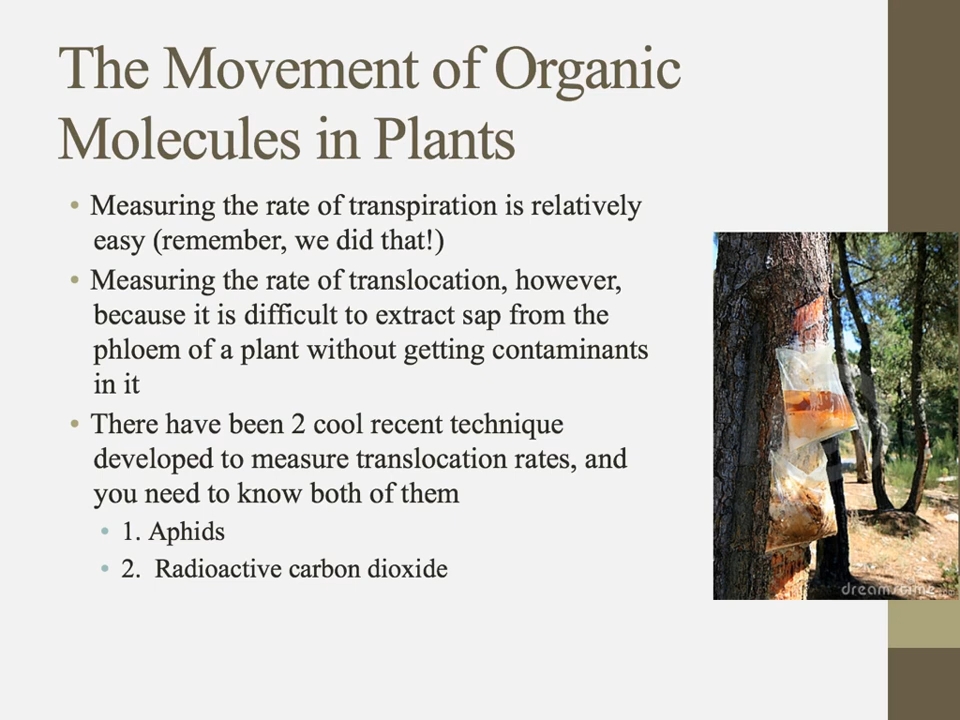 The Movement of Organic
Molecules in Plants
• Measuring the rate of transpiration is relatively
easy (remember, we did that!)
• Measuring the rate of translocation, however,
because it is difficult to extract sap from the
phloem of a plant without getting contaminants
in it
• There have been 2 cool recent technique
developed to measure translocation rates, and
you need to know both of them
• 1. Aphids
• 2. Radioactive carbon dioxide